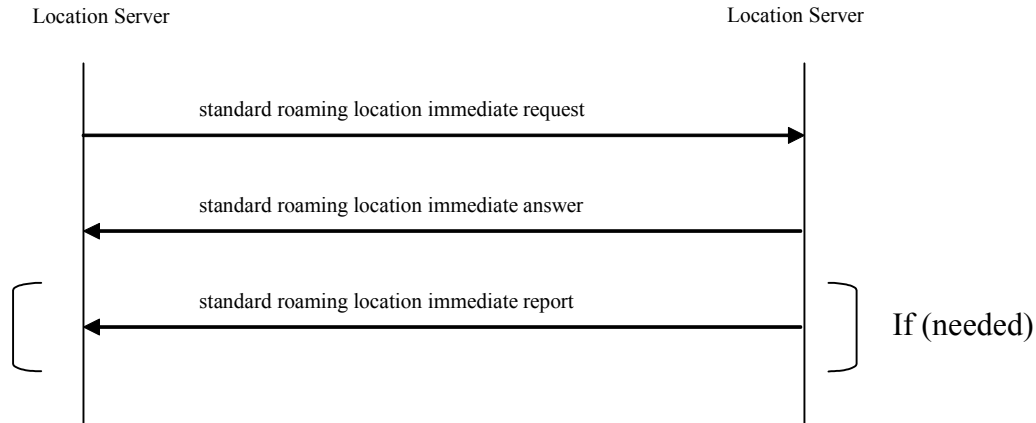 Location Server
Location Server
standard roaming location immediate request
standard roaming location immediate answer
standard roaming location immediate report
If (needed)